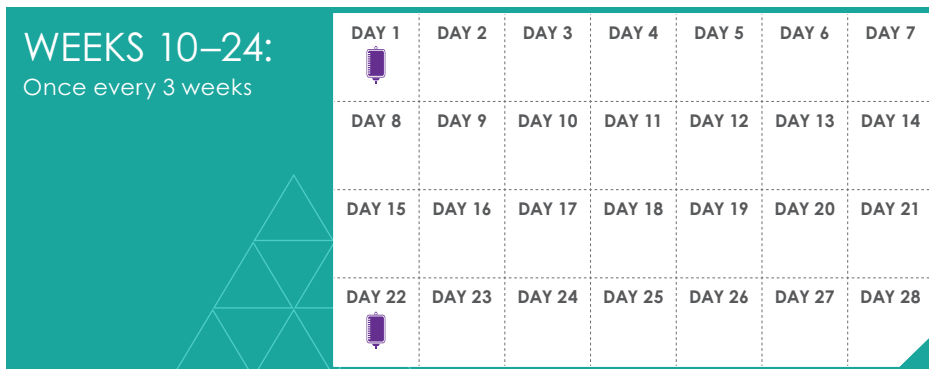 WEEKS 10–24:
Once every 3 weeks
DAY 1 DAY 2 DAY 3 DAY 4 DAY 5 DAY 6 DAY 7
DAY 8 DAY 9 DAY 10 DAY 11 DAY 12 DAY 13 DAY 14
DAY 15 DAY 16 DAY 17 DAY 18 DAY 19 DAY 20 DAY 21
DAY 22 DAY 23 DAY 24 DAY 25 DAY 26 DAY 27 DAY 28